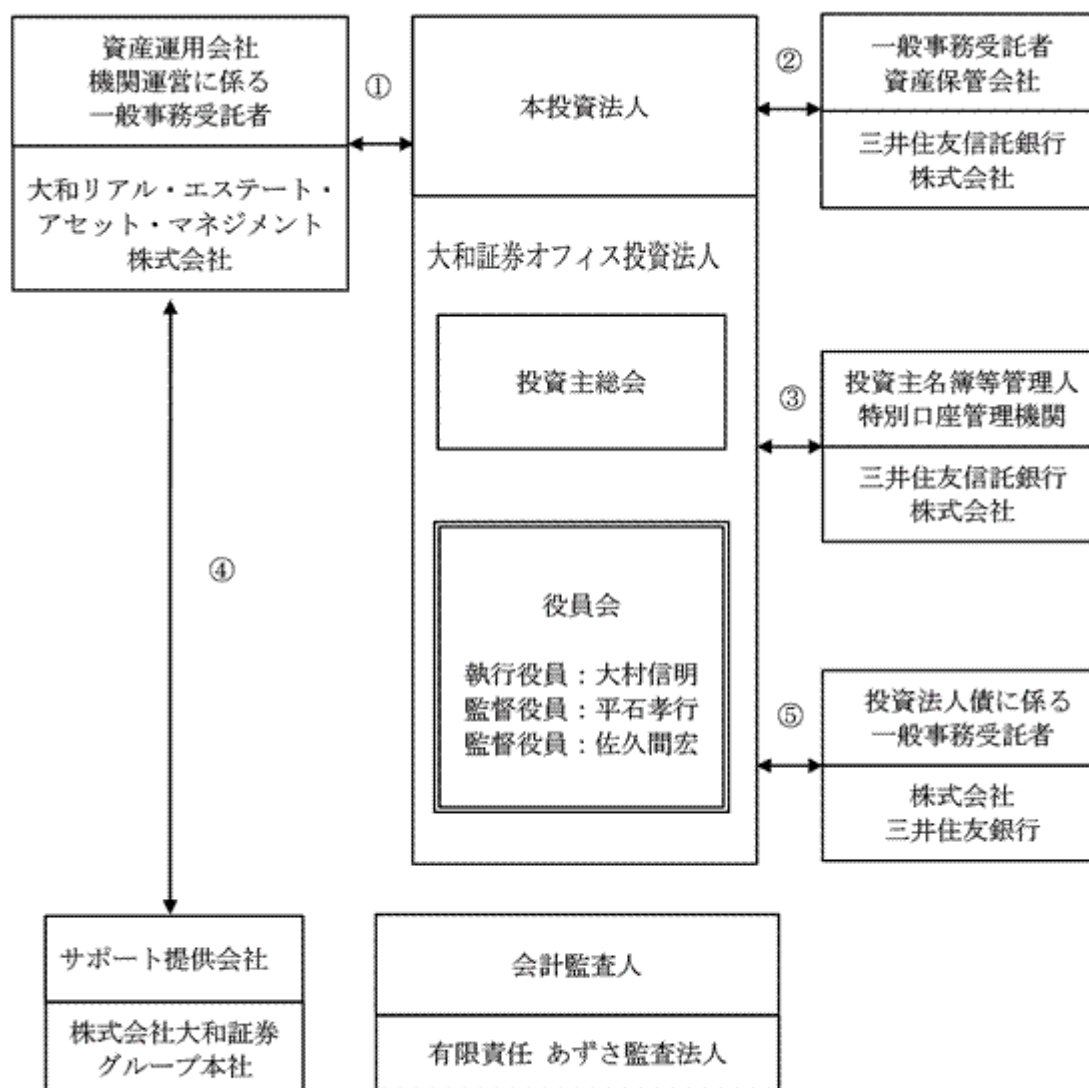 資産運用会社
機関運営に係る
一般事務受託者
大和リアル・エステート・
アセット・マネジメント
株式会社
①
本投資法人
大和証券オフィス投資法人
投資主総会
役員会
執行役員：大村信明
監督役員：平石孝行
監督役員：佐久間宏
②
一般事務受託者
資産保管会社
三井住友信託銀行
株式会社
③
投資主名簿等管理人
特別口座管理機関
三井住友信託銀行
株式会社
④
⑤
投資法人債に係る
一般事務受託者
株式会社
三井住友銀行
サポート提供会社
株式会社大和証券
グループ本社
会計監査人
有限責任 あずさ監査法人